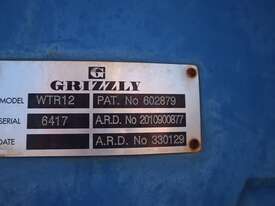 G
GRIZZLY
MODEL WTR12 PAT. No 602879
SERIAL 6417 A.R.D. No 2010900877
DATE A.R.D. No 330129